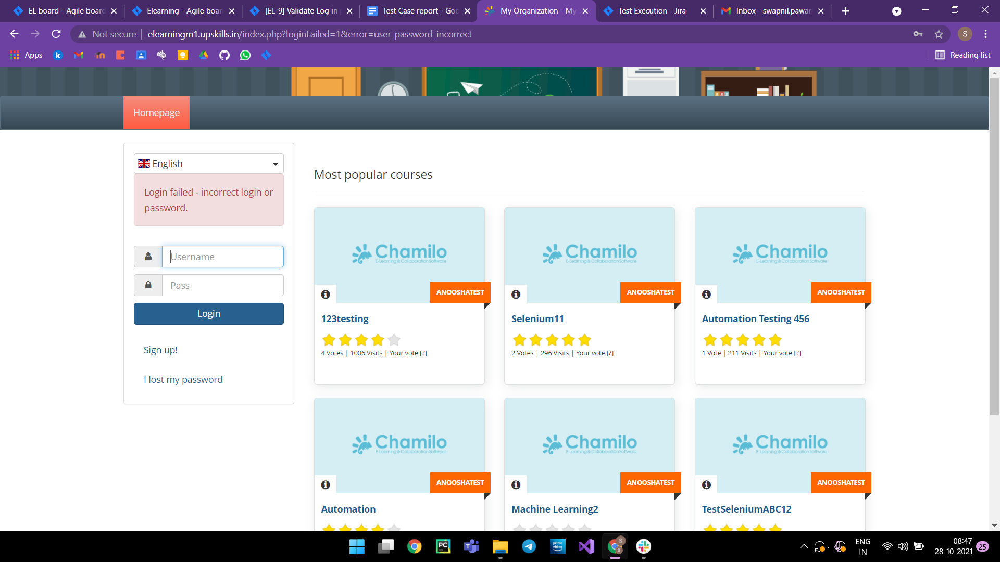 EL board - Agile board
Elearning - Agile boar
[EL-9] Validate Log in p
Test Case report - Goo
My Organization - My
Test Execution - Jira
Inbox - swapnil.pawar
Not secure
elearningm1.upskills.in/index.php?loginFailed=1&error=user_password_incorrect
S
Apps
Reading list
Homepage
English
Login failed - incorrect login or
password.
Username
Pass
Login
Sign up!
I lost my password
Most popular courses
Chamilo
E-Learning & Collaboration Software
ANOOSHATEST
123testing
4 Votes | 1006 Visits | Your vote [?]
Chamilo
E-Learning & Collaboration Software
ANOOSHATEST
Selenium11
2 Votes | 296 Visits | Your vote [?]
Chamilo
E-Learning & Collaboration Software
ANOOSHATEST
Automation Testing 456
1 Vote | 211 Visits | Your vote [?]
Chamilo
E-Learning & Collaboration Software
ANOOSHATEST
Automation
Chamilo
E-Learning & Collaboration Software
ANOOSHATEST
Machine Learning2
Chamilo
E-Learning & Collaboration Software
ANOOSHATEST
TestSeleniumABC12
PC
prime
video
S
S
ENG
IN
08:47
28-10-2021
25